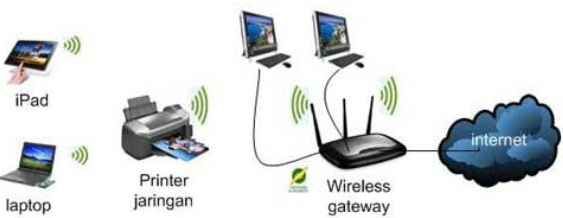 iPad
laptop
Printer
jaringan
Wireless
gateway
internet